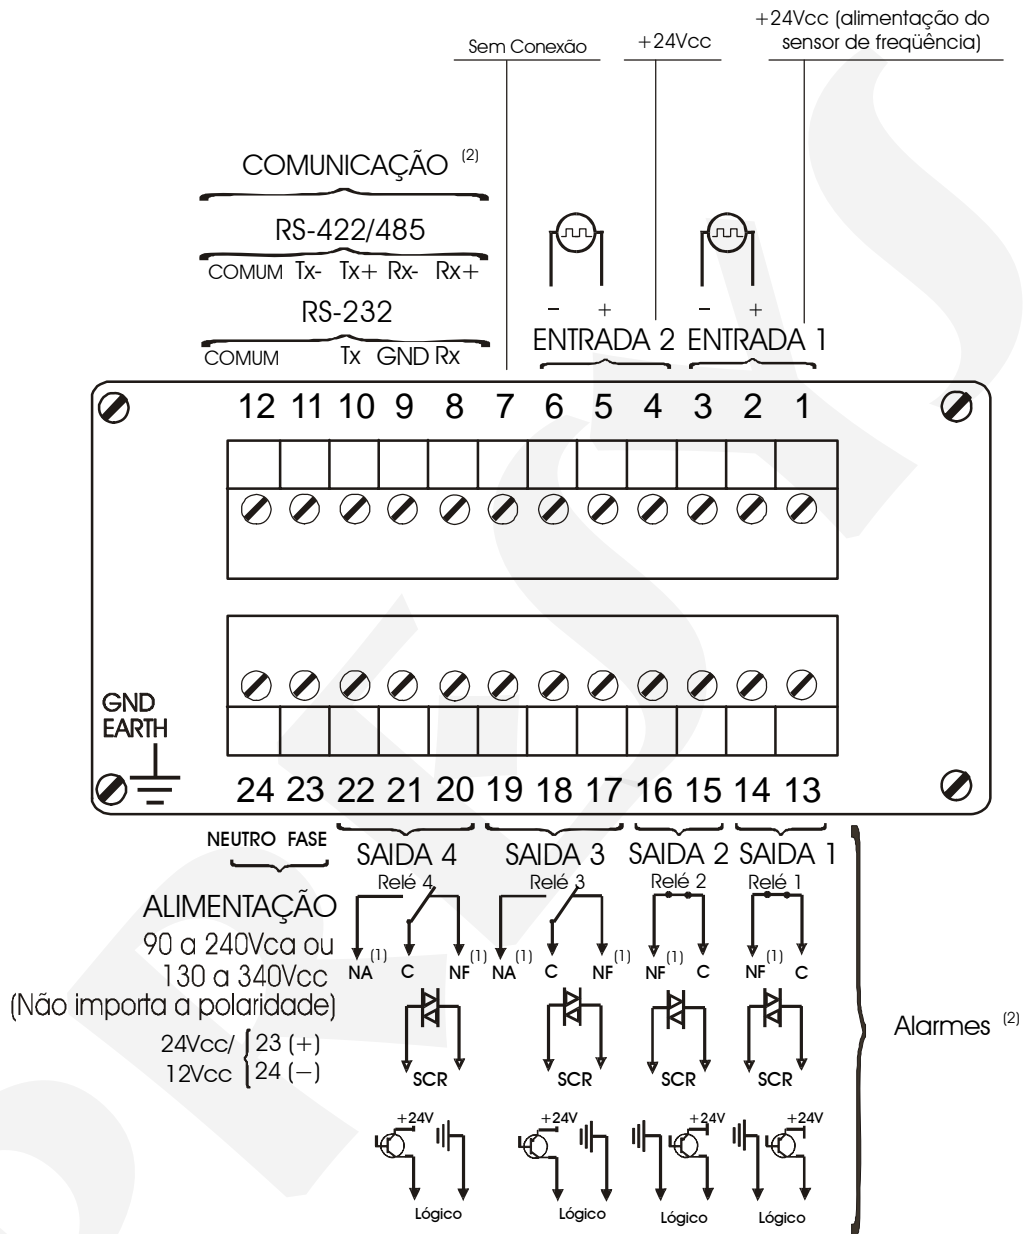 +24Vcc (alimentação do
sensor de freqüência)
Sem Conexão
+24Vcc
COMUNICAÇÃO (2)
RS-422/485
COMUM Tx- Tx+ Rx- Rx+
RS-232
COMUM Tx GND Rx
- + - +
ENTRADA 2 ENTRADA 1
12 11 10 9 8 7 6 5 4 3 2 1
GND
EARTH
24 23 22 21 20 19 18 17 16 15 14 13
NEUTRO FASE
SAIDA 4 SAIDA 3 SAIDA 2 SAIDA 1
Relé 4 Relé 3 Relé 2 Relé 1
ALIMENTAÇÃO
90 a 240Vca ou
130 a 340Vcc
(Não importa a polaridade)
24Vcc/ 23 (+)
12Vcc 24 (−)
NA (1) C NF (1) NA (1) C NF (1) NF (1) C NF (1) C
SCR SCR SCR SCR
+24V +24V +24V +24V
Lógico Lógico Lógico Lógico
Alarmes (2)
PRESYS